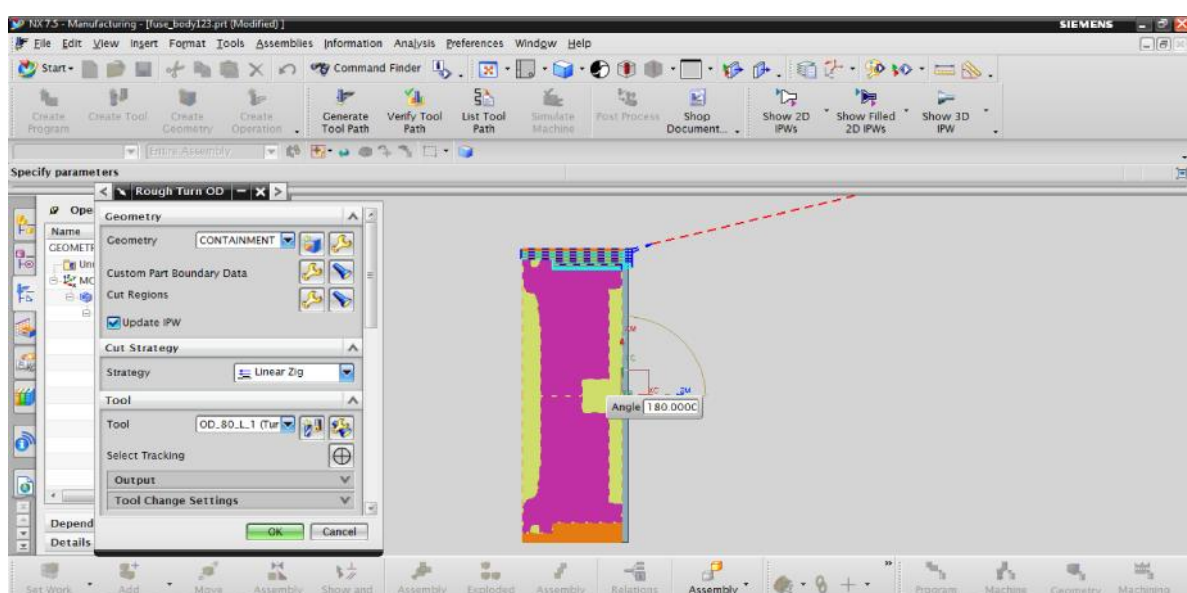 NX 7.5 - Manufacturing - [fuse_body123.prt (Modified) ]
SIEMENS
File Edit View Insert Format Tools Assemblies Information Analysis Preferences Window Help
Start Command Finder
Create Program
Create Tool
Create Geometry
Create Operation
Generate Tool Path
Verify Tool Path
List Tool Path
Simulate Machine
Post Process
Shop Document...
Show 2D IPWs
Show Filled 2D IPWs
Show 3D IPW
Entire Assembly
Specify parameters
Rough Turn OD
Ope
Name
GEOMETR
Un
MC
Geometry
Geometry CONTAINMENT
Custom Part Boundary Data
Cut Regions
Update IPW
Cut Strategy
Strategy Linear Zig
Tool
Tool OD_80_L_1 (Tur
Select Tracking
Output
Tool Change Settings
OK Cancel
Depend
Details
XM
XC ZM
Angle 180.000C
Set Work Add Move Assembly Show and Assembly Exploded Assembly Relations Assembly Program Machine Geometry Machining